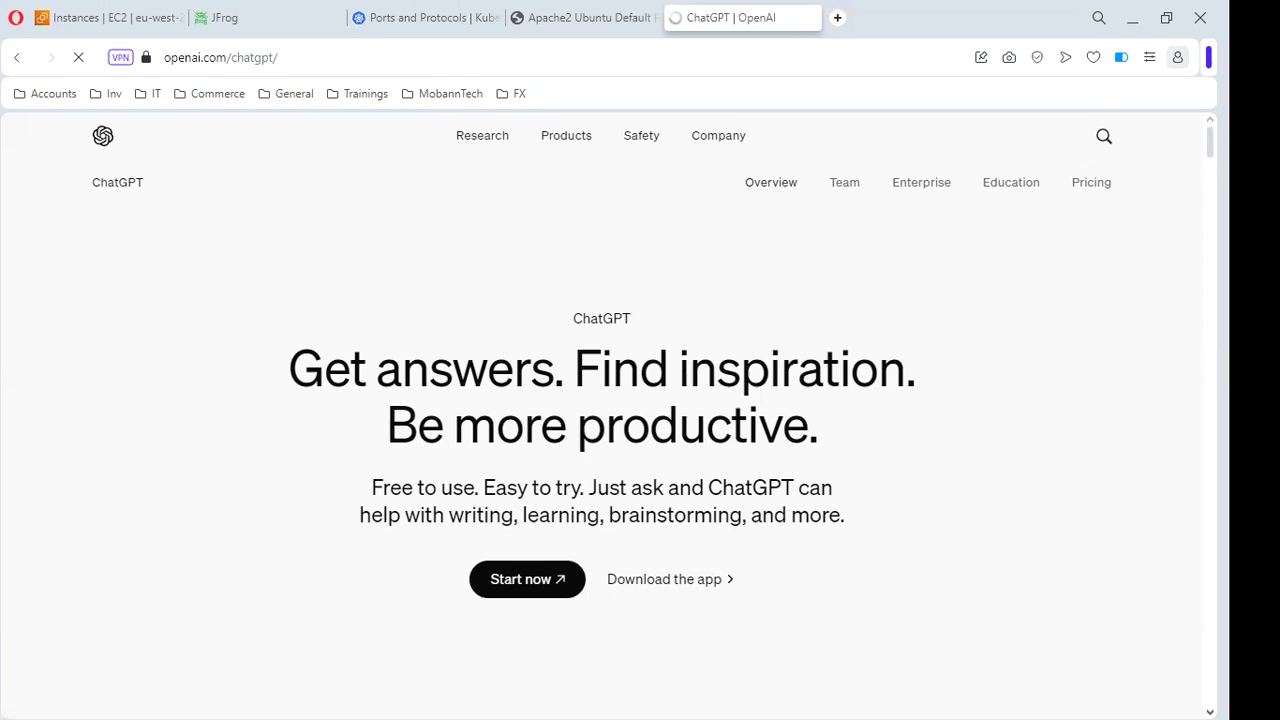 Instances | EC2 | eu-west-2
JFrog
Ports and Protocols | Kube
Apache2 Ubuntu Default
ChatGPT | OpenAI
VPN
openai.com/chatgpt/
Accounts
Inv
IT
Commerce
General
Trainings
MobannTech
FX
Research
Products
Safety
Company
ChatGPT
Overview
Team
Enterprise
Education
Pricing
ChatGPT
Get answers. Find inspiration.
Be more productive.
Free to use. Easy to try. Just ask and ChatGPT can
help with writing, learning, brainstorming, and more.
Start now
Download the app